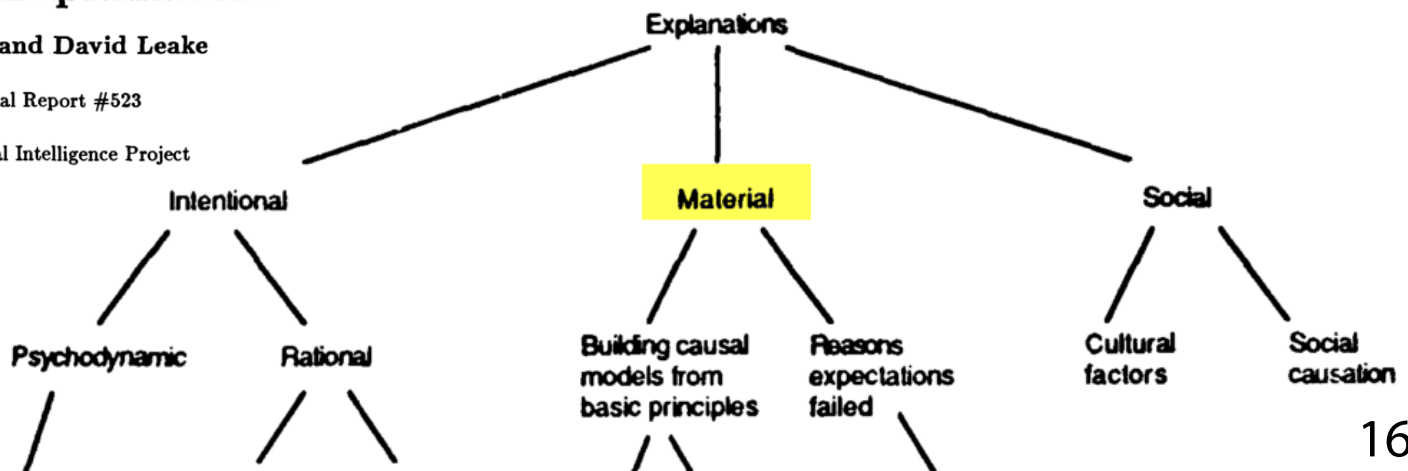 Explanations
and David Leake
al Report #523
al Intelligence Project
Intentional
Material
Social
Psychodynamic
Rational
Building causal
models from
basic principles
Reasons
expectations
failed
Cultural
factors
Social
causation
16